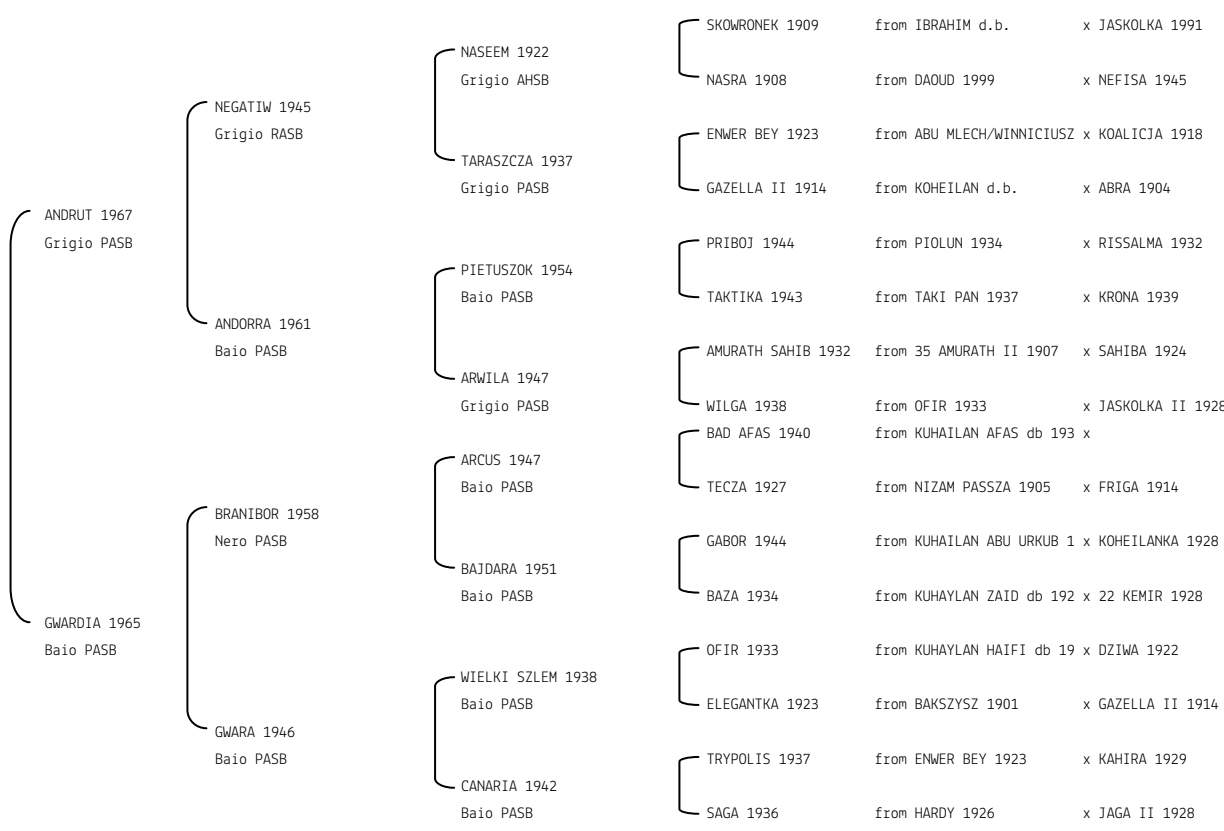 SKOWRONEK 1909 from IBRAHIM d.b. x JASKOLKA 1991
NASEEM 1922
Grigio AHSB
NASRA 1908 from DAOUD 1999 x NEFISA 1945
NEGATIW 1945
Grigio RASB
ENWER BEY 1923 from ABU MLECH/WINNICIUSZ x KOALICJA 1918
TARASZCZA 1937
Grigio PASB
GAZELLA II 1914 from KOHEILAN d.b. x ABRA 1904
ANDRUT 1967
Grigio PASB
PRIBOJ 1944 from PIOLUN 1934 x RISSALMA 1932
PIETUSZOK 1954
Baio PASB
TAKTIKA 1943 from TAKI PAN 1937 x KRONA 1939
ANDORRA 1961
Baio PASB
AMURATH SAHIB 1932 from 35 AMURATH II 1907 x SAHIBA 1924
ARWILA 1947
Grigio PASB
WILGA 1938 from OFIR 1933 x JASKOLKA II 1928
BAD AFAS 1940 from KUHAILAN AFAS db 193 x
ARCUS 1947
Baio PASB
TECZA 1927 from NIZAM PASSZA 1905 x FRIGA 1914
BRANIBOR 1958
Nero PASB
GABOR 1944 from KUHAILAN ABU URKUB 1 x KOHEILANKA 1928
BAJDARA 1951
Baio PASB
BAZA 1934 from KUHAYLAN ZAID db 192 x 22 KEMIR 1928
GWARDIA 1965
Baio PASB
OFIR 1933 from KUHAYLAN HAIFI db 19 x DZIWA 1922
WIELKI SZLEM 1938
Baio PASB
ELEGANTKA 1923 from BAKSZYSZ 1901 x GAZELLA II 1914
GWARA 1946
Baio PASB
TRYPOLIS 1937 from ENWER BEY 1923 x KAHIRA 1929
CANARIA 1942
Baio PASB
SAGA 1936 from HARDY 1926 x JAGA II 1928